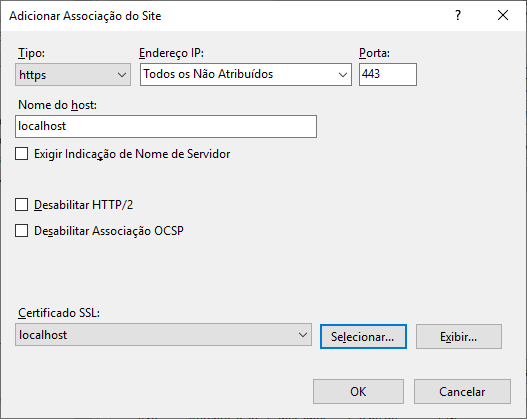 Adicionar Associação do Site ? ×
Tipo: Endereço IP: Porta:
https Todos os Não Atribuídos 443
Nome do host:
localhost
Exigir Indicação de Nome de Servidor
Desabilitar HTTP/2
Desabilitar Associação OCSP
Certificado SSL:
localhost Selecionar... Exibir...
OK Cancelar